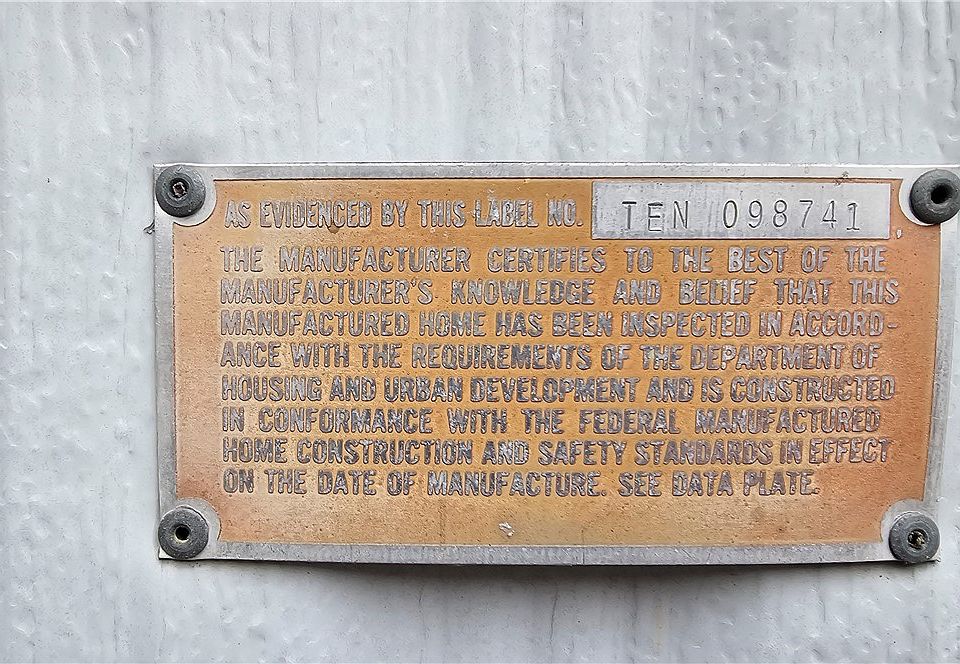 AS EVIDENCED BY THIS LABEL NO. TEN 098741
THE MANUFACTURER CERTIFIES TO THE BEST OF THE
MANUFACTURER'S KNOWLEDGE AND BELIEF THAT THIS
MANUFACTURED HOME HAS BEEN INSPECTED IN ACCORD-
ANCE WITH THE REQUIREMENTS OF THE DEPARTMENT OF
HOUSING AND URBAN DEVELOPMENT AND IS CONSTRUCTED
IN CONFORMANCE WITH THE FEDERAL MANUFACTURED
HOME CONSTRUCTION AND SAFETY STANDARDS IN EFFECT
ON THE DATE OF MANUFACTURE. SEE DATA PLATE.